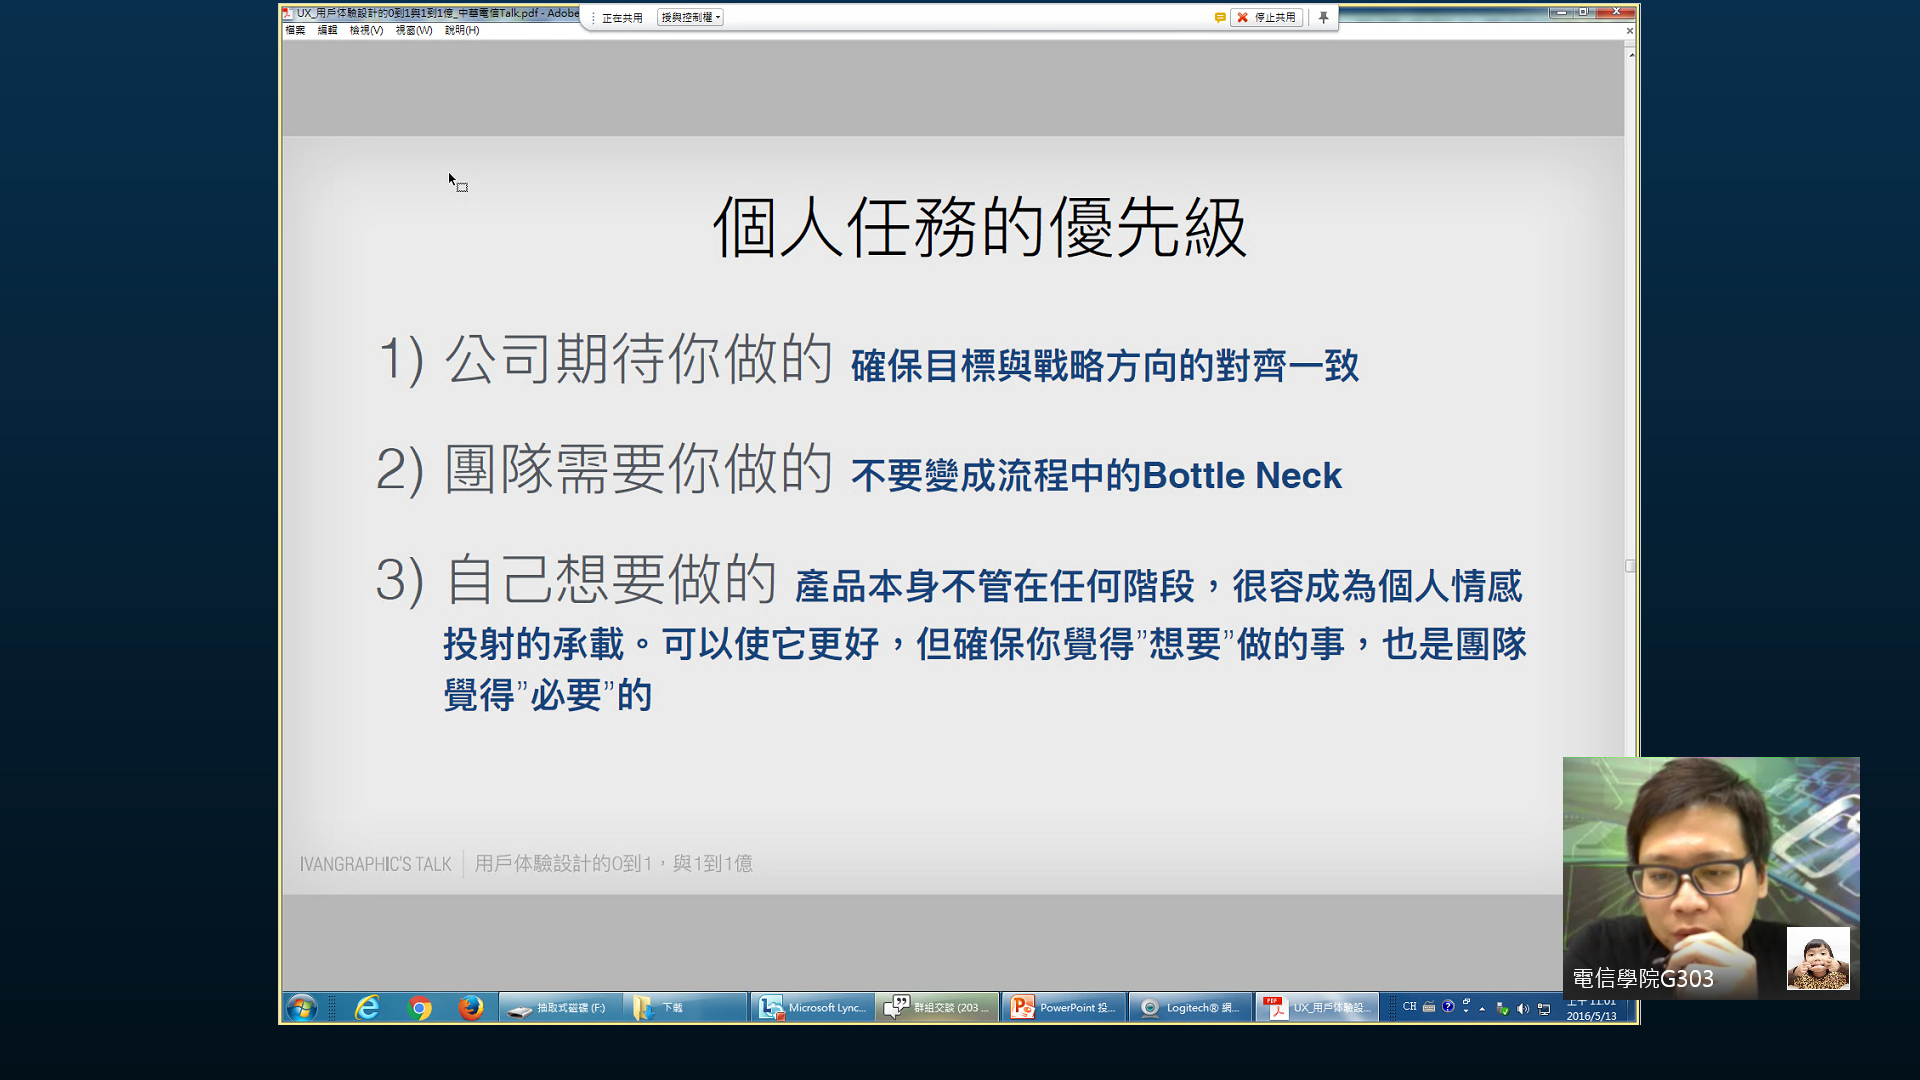 UX_用戶体驗設計的0到1與1到1億_中華電信Talk.pdf - Adobe
正在共用
授與控制權
停止共用
檔案 編輯 檢視(V) 視窗(W) 說明(H)
個人任務的優先級
1) 公司期待你做的 確保目標與戰略方向的對齊一致
2) 團隊需要你做的 不要變成流程中的Bottle Neck
3) 自己想要做的 產品本身不管在任何階段，很容成為個人情感
投射的承載。可以使它更好，但確保你覺得”想要”做的事，也是團隊
覺得”必要”的
IVANGRAPHIC'S TALK 用戶体驗設計的0到1，與1到1億
電信學院G303
抽取式磁碟 (F:)
下載
Microsoft Lync...
群組交談 (203 ...
PowerPoint 投...
Logitech® 網...
UX_用戶体驗設...
CH
上午 11:01
2016/5/13